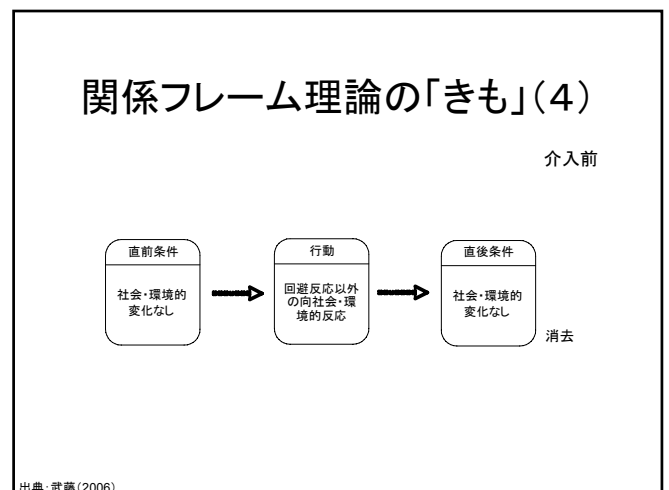 関係フレーム理論の「きも」(4)
介入前
直前条件
社会・環境的
変化なし
行動
回避反応以外
の向社会・環
境的反応
直後条件
社会・環境的
変化なし
消去
出典:武藤(2006)